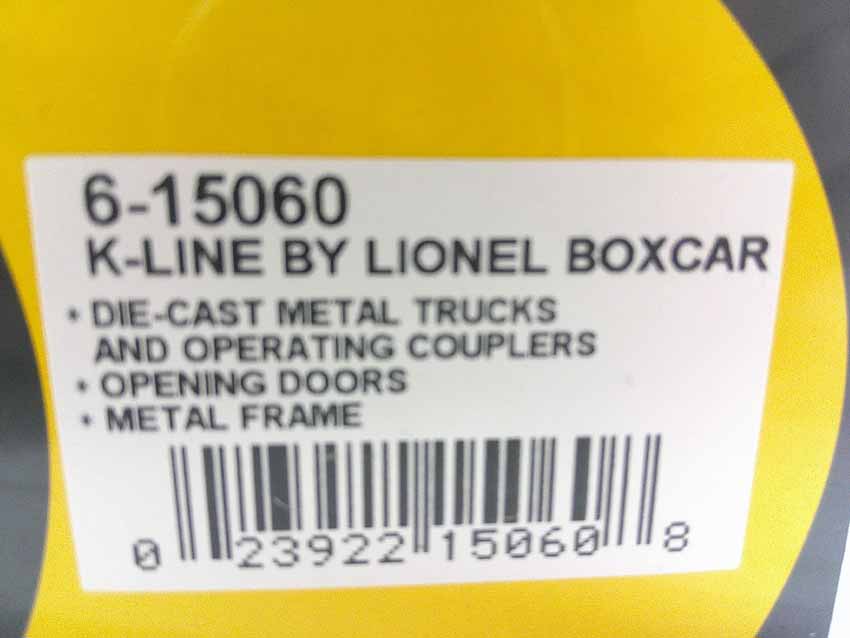 6-15060
K-LINE BY LIONEL BOXCAR
• DIE-CAST METAL TRUCKS
AND OPERATING COUPLERS
• OPENING DOORS
• METAL FRAME
0 23922 15060 8